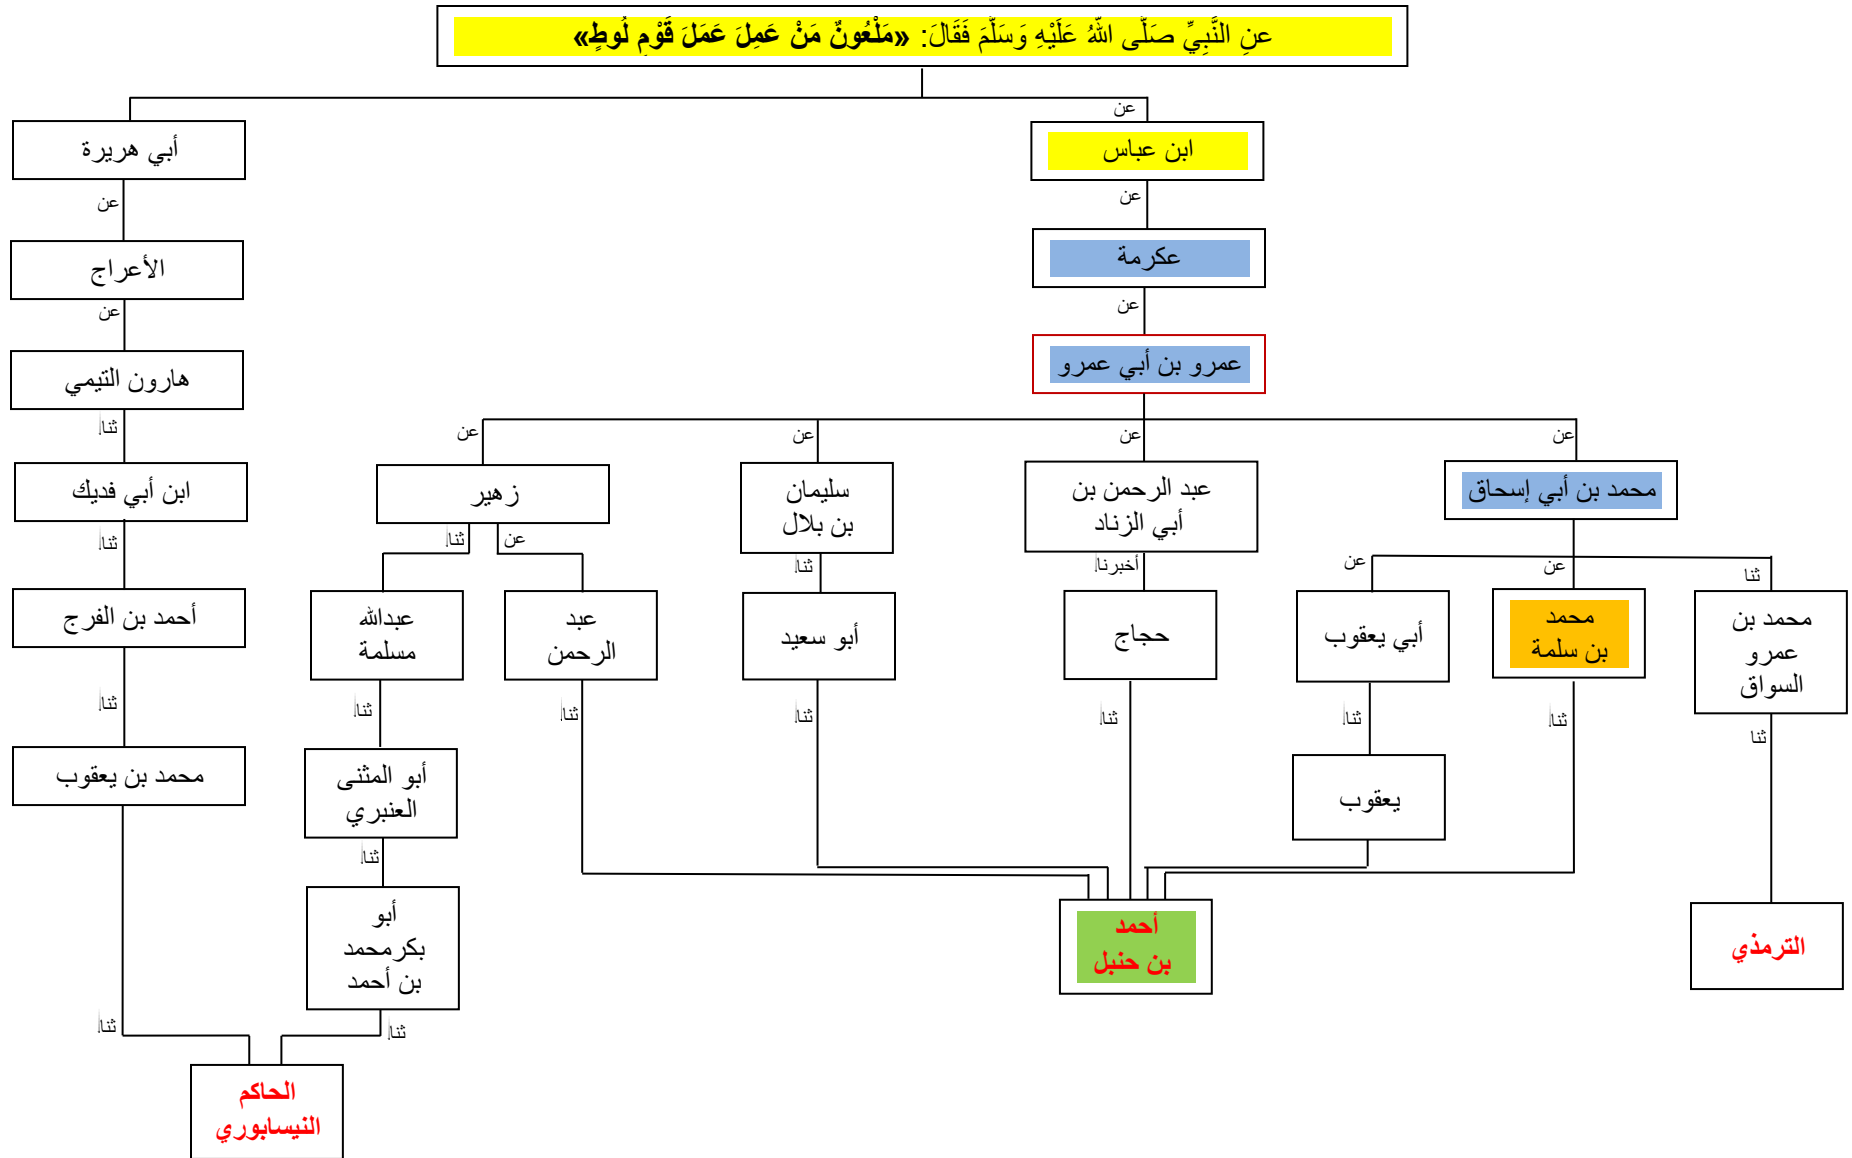 عنِ النَّبِيِّ صَلَّى اللهُ عَلَيْهِ وَسَلَّمَ فَقَالَ: «مَلْعُونٌ مَنْ عَمِلَ عَمَلَ قَوْمِ لُوطٍ»
عن
ابن عباس
أبي هريرة
عن
عن
عكرمة
الأعراج
عن
عن
عمرو بن أبي عمرو
هارون التيمي
عن
عن
عن
عن
ثنا
محمد بن أبي إسحاق
عبد الرحمن بن
أبي الزناد
سليمان
بن بلال
زهير
ابن أبي فديك
ثنا
عن
عن
أخبرنا
ثنا
عن
ثنا
ثنا
محمد بن
عمرو
السواق
محمد
بن سلمة
أبي يعقوب
حجاج
أبو سعيد
عبد
الرحمن
عبدالله
مسلمة
أحمد بن الفرج
ثنا
ثنا
ثنا
ثنا
ثنا
ثنا
ثنا
ثنا
يعقوب
أبو المثنى
العنبري
محمد بن يعقوب
ثنا
أبو
بكرمحمد
بن أحمد
الترمذي
أحمد
بن حنبل
ثنا
ثنا
الحاكم
النيسابوري